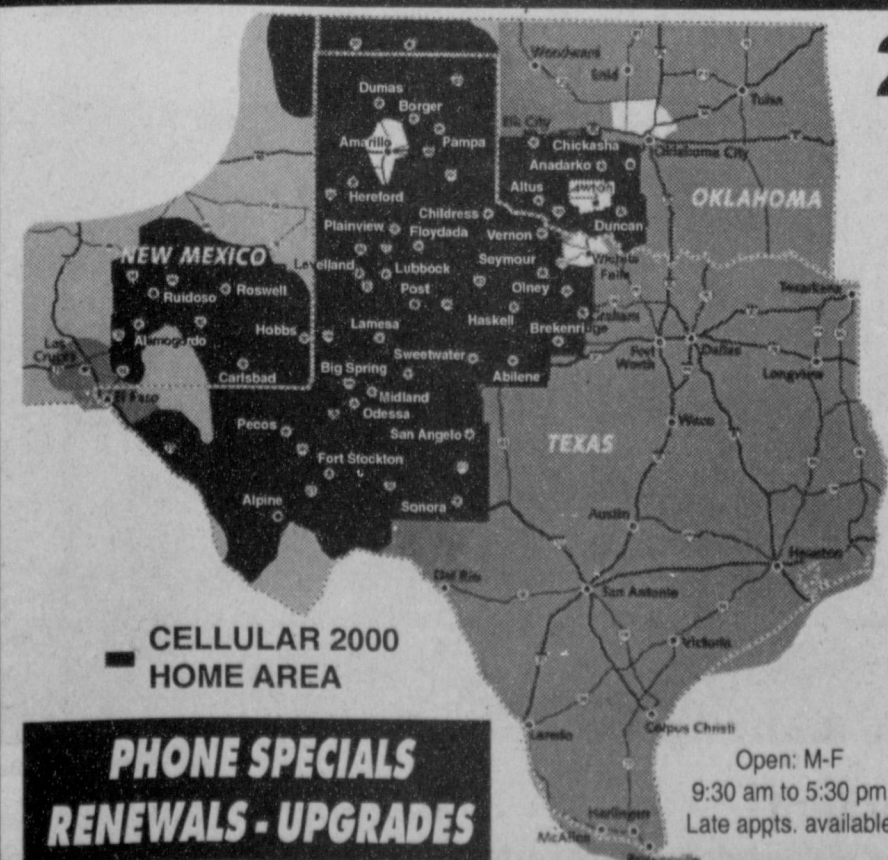 2
Woodward
Enid
Dumas
Borger
Tulsa
Elk City
Amarillo
Pampa
Chickasha
Oklahoma City
Anadarko
Hereford
Altus
Lawton
OKLAHOMA
Childress
Plainview
Floydada
Vernon
Duncan
NEW MEXICO
Levelland
Lubbock
Seymour
Wichita
Falls
Ruidoso
Roswell
Post
Olney
Texarkana
Alamogordo
Hobbs
Lamesa
Haskell
Graham
Brekenridge
Las
Cruces
Sweetwater
Fort
Worth
Dallas
Carlsbad
Big Spring
Abilene
Longview
El Paso
Midland
Odessa
Pecos
San Angelo
Waco
TEXAS
Fort Stockton
Alpine
Sonora
Austin
Houston
Del Rio
San Antonio
CELLULAR 2000
HOME AREA
Victoria
Laredo
Corpus Christi
PHONE SPECIALS
RENEWALS - UPGRADES
Open: M-F
9:30 am to 5:30 pm
Late appts. available
Harlingen
McAllen